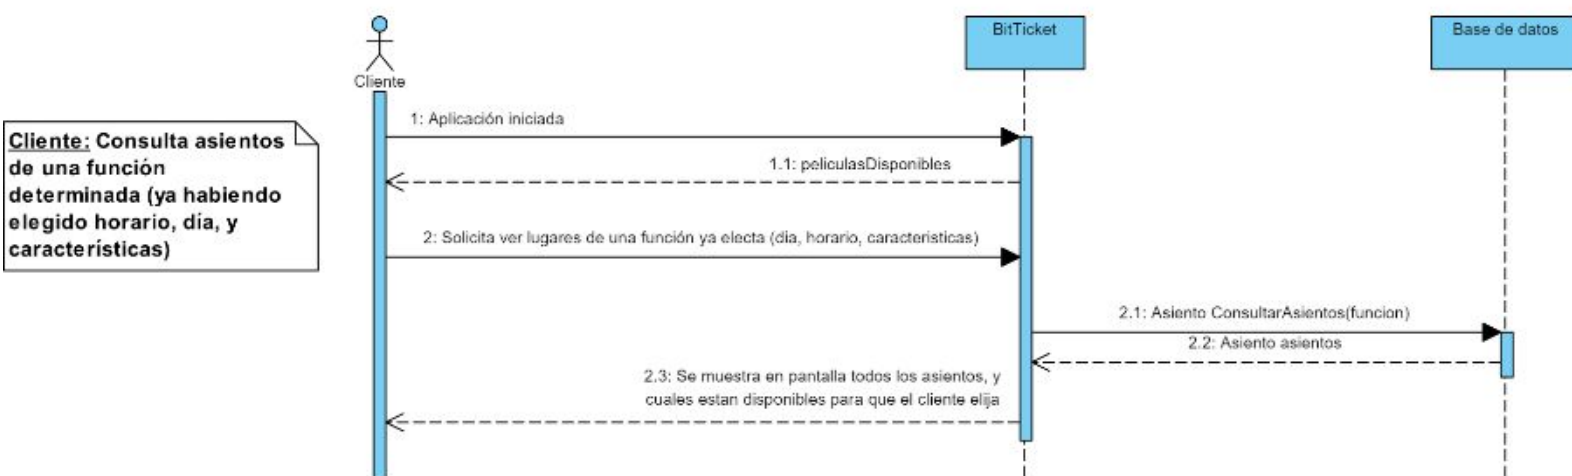 BitTicket
Base de datos
Cliente
1: Aplicación iniciada
Cliente: Consulta asientos
de una función
determinada (ya habiendo
elegido horario, día, y
características)
1.1: peliculasDisponibles
2: Solicita ver lugares de una función ya electa (dia, horario, caracteristicas)
2.1: Asiento ConsultarAsientos(funcion)
2.2: Asiento asientos
2.3: Se muestra en pantalla todos los asientos, y
cuales estan disponibles para que el cliente elija